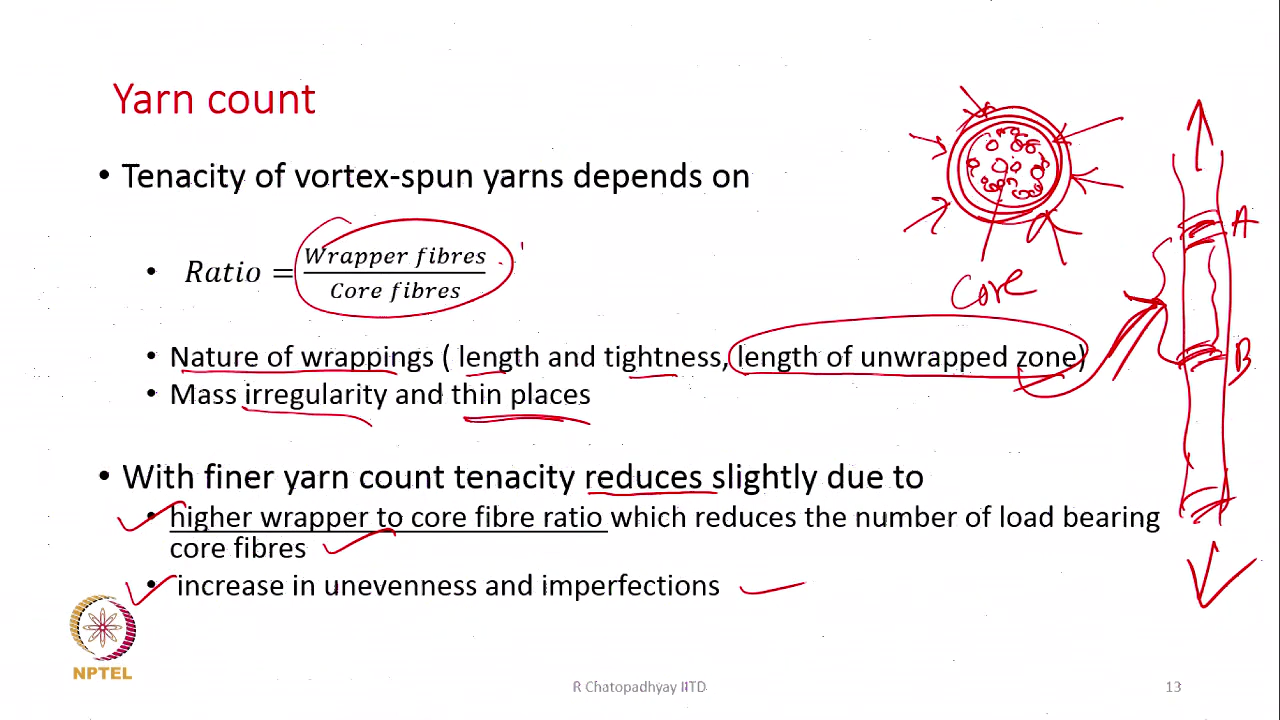 Yarn count
• Tenacity of vortex-spun yarns depends on
• Ratio = Wrapper fibres / Core fibres
• Nature of wrappings ( length and tightness, length of unwrapped zone)
• Mass irregularity and thin places
• With finer yarn count tenacity reduces slightly due to
• higher wrapper to core fibre ratio which reduces the number of load bearing
core fibres
• increase in unevenness and imperfections
Core
A
B
NPTEL
R Chatopadhyay IITD
13